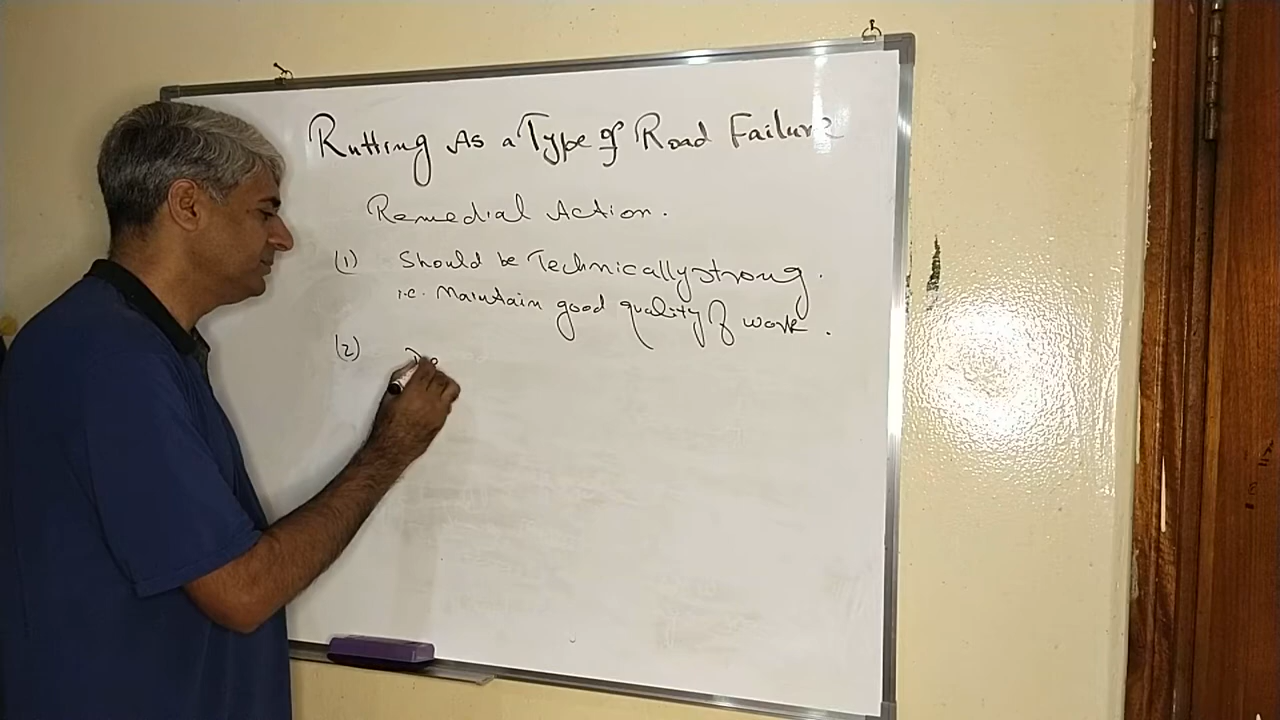 Rutting As a Type of Road Failure
Remedial Action.
(1) Should be Technically strong.
i.e. Maintain good quality of work.
(2)